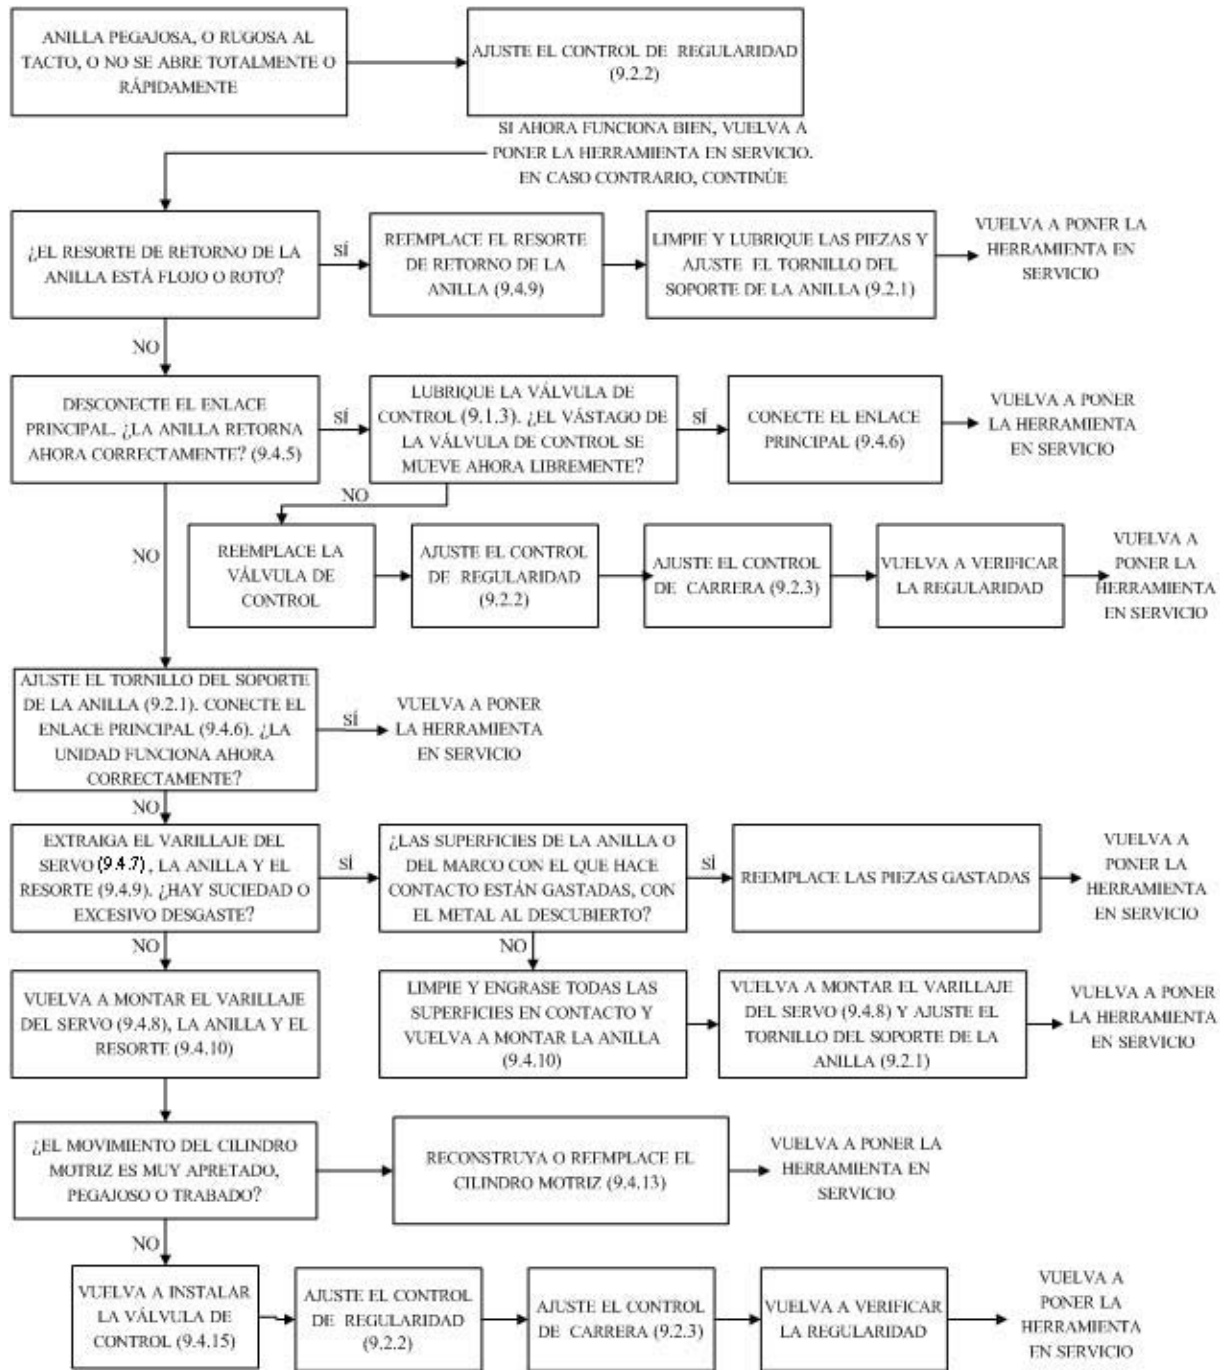 ANILLA PEGAJOSA, O RUGOSA AL
TACTO, O NO SE ABRE TOTALMENTE O
RÁPIDAMENTE
AJUSTE EL CONTROL DE REGULARIDAD
(9.2.2)
SI AHORA FUNCIONA BIEN, VUELVA A
PONER LA HERRAMIENTA EN SERVICIO.
EN CASO CONTRARIO, CONTINÚE
¿EL RESORTE DE RETORNO DE LA
ANILLA ESTÁ FLOJO O ROTO?
SÍ
REEMPLACE EL RESORTE
DE RETORNO DE LA
ANILLA (9.4.9)
LIMPIE Y LUBRIQUE LAS PIEZAS Y
AJUSTE EL TORNILLO DEL
SOPORTE DE LA ANILLA (9.2.1)
VUELVA A PONER LA
HERRAMIENTA EN
SERVICIO
NO
DESCONECTE EL ENLACE
PRINCIPAL. ¿LA ANILLA RETORNA
AHORA CORRECTAMENTE? (9.4.5)
SÍ
LUBRIQUE LA VÁLVULA DE
CONTROL (9.1.3). ¿EL VÁSTAGO DE
LA VÁLVULA DE CONTROL SE
MUEVE AHORA LIBREMENTE?
SÍ
CONECTE EL ENLACE
PRINCIPAL (9.4.6)
VUELVA A PONER
LA HERRAMIENTA
EN SERVICIO
NO
NO
REEMPLACE LA
VÁLVULA DE
CONTROL
AJUSTE EL CONTROL
DE REGULARIDAD
(9.2.2)
AJUSTE EL CONTROL
DE CARRERA (9.2.3)
VUELVA A VERIFICAR
LA REGULARIDAD
VUELVA A
PONER LA
HERRAMIENTA
EN SERVICIO
AJUSTE EL TORNILLO DEL SOPORTE
DE LA ANILLA (9.2.1). CONECTE EL
ENLACE PRINCIPAL (9.4.6). ¿LA
UNIDAD FUNCIONA AHORA
CORRECTAMENTE?
SÍ
VUELVA A PONER
LA HERRAMIENTA
EN SERVICIO
NO
EXTRAIGA EL VARILLAJE DEL
SERVO (9.4.7), LA ANILLA Y EL
RESORTE (9.4.9). ¿HAY SUCIEDAD O
EXCESIVO DESGASTE?
SÍ
¿LAS SUPERFICIES DE LA ANILLA O
DEL MARCO CON EL QUE HACE
CONTACTO ESTÁN GASTADAS, CON
EL METAL AL DESCUBIERTO?
SÍ
REEMPLACE LAS PIEZAS GASTADAS
VUELVA A
PONER LA
HERRAMIENTA
EN SERVICIO
NO
NO
VUELVA A MONTAR EL VARILLAJE
DEL SERVO (9.4.8), LA ANILLA Y EL
RESORTE (9.4.10)
LIMPIE Y ENGRASE TODAS LAS
SUPERFICIES EN CONTACTO Y
VUELVA A MONTAR LA ANILLA
(9.4.10)
VUELVA A MONTAR EL VARILLAJE
DEL SERVO (9.4.8) Y AJUSTE EL
TORNILLO DEL SOPORTE DE LA
ANILLA (9.2.1)
VUELVA A PONER
LA HERRAMIENTA
EN SERVICIO
¿EL MOVIMIENTO DEL CILINDRO
MOTRIZ ES MUY APRETADO,
PEGAJOSO O TRABADO?
RECONSTRUYA O REEMPLACE EL
CILINDRO MOTRIZ (9.4.13)
VUELVA A PONER LA
HERRAMIENTA EN
SERVICIO
NO
VUELVA A INSTALAR
LA VÁLVULA DE
CONTROL (9.4.15)
AJUSTE EL CONTROL
DE REGULARIDAD
(9.2.2)
AJUSTE EL CONTROL
DE CARRERA (9.2.3)
VUELVA A VERIFICAR
LA REGULARIDAD
VUELVA A
PONER LA
HERRAMIENTA
EN SERVICIO